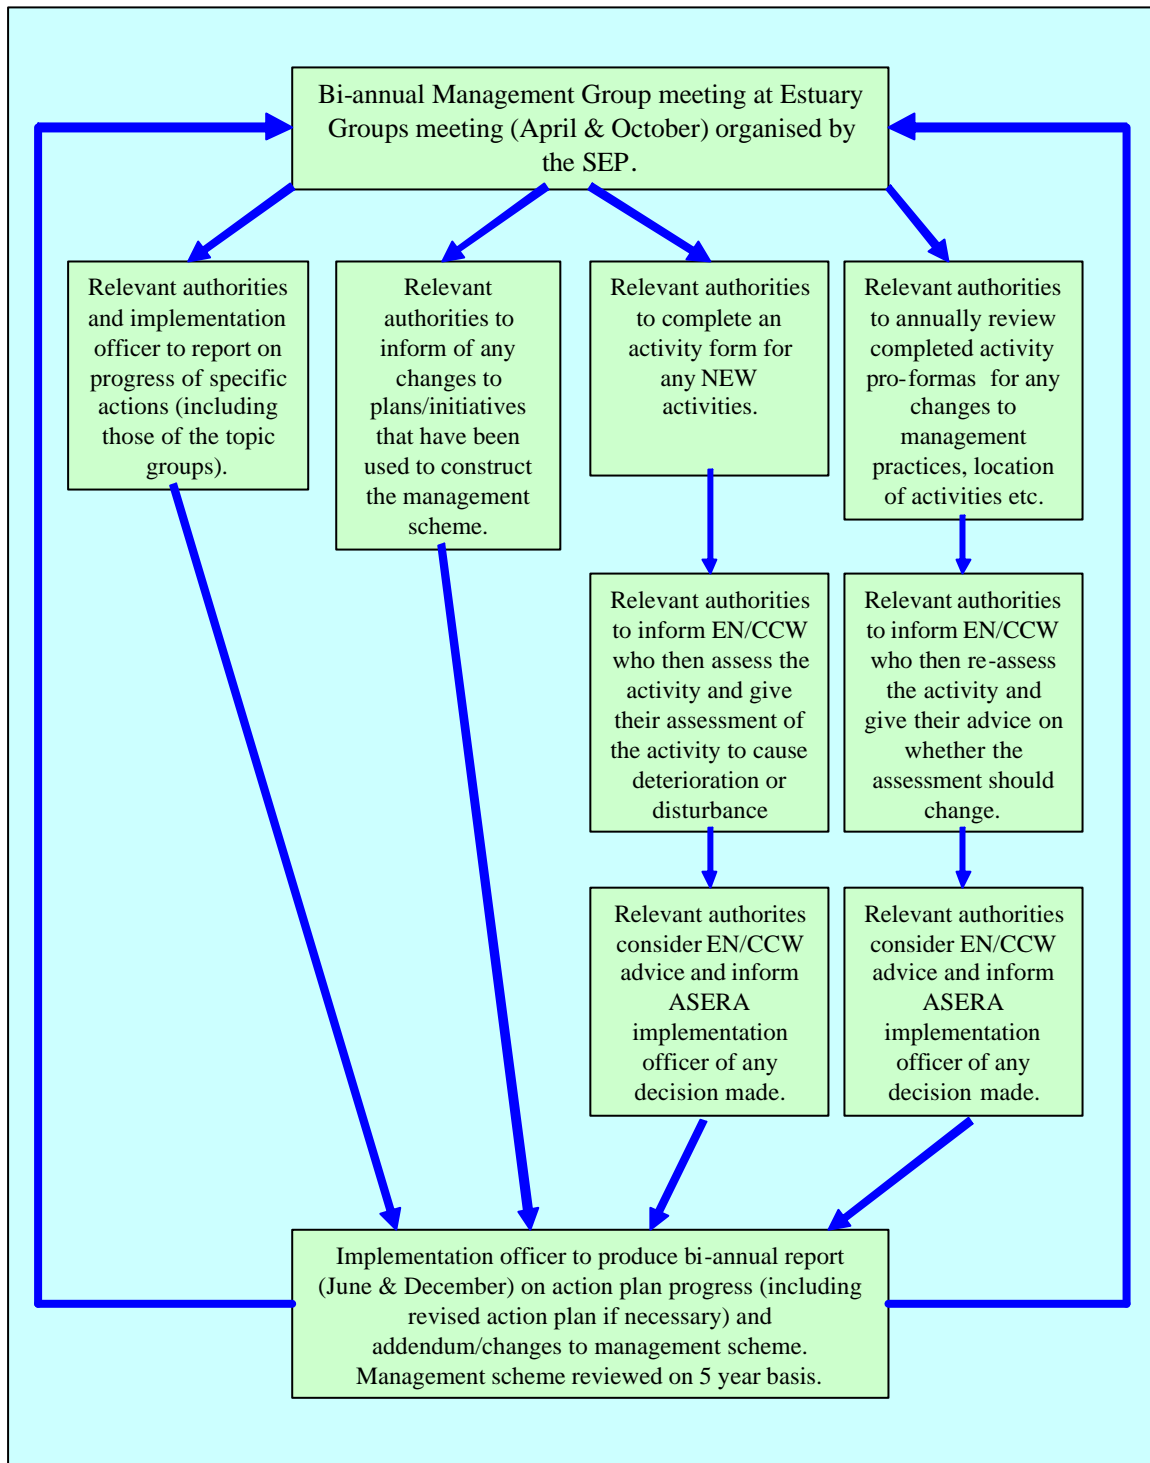 Bi-annual Management Group meeting at Estuary
Groups meeting (April & October) organised by
the SEP.
Relevant authorities
and implementation
officer to report on
progress of specific
actions (including
those of the topic
groups).
Relevant
authorities to
inform of any
changes to
plans/initiatives
that have been
used to construct
the management
scheme.
Relevant authorities
to complete an
activity form for
any NEW
activities.
Relevant authorities
to annually review
completed activity
pro-formas for any
changes to
management
practices, location
of activities etc.
Relevant authorities
to inform EN/CCW
who then assess the
activity and give
their assessment of
the activity to cause
deterioration or
disturbance
Relevant authorities
to inform EN/CCW
who then re-assess
the activity and
give their advice on
whether the
assessment should
change.
Relevant authorites
consider EN/CCW
advice and inform
ASERA
implementation
officer of any
decision made.
Relevant authorities
consider EN/CCW
advice and inform
ASERA
implementation
officer of any
decision made.
Implementation officer to produce bi-annual report
(June & December) on action plan progress (including
revised action plan if necessary) and
addendum/changes to management scheme.
Management scheme reviewed on 5 year basis.